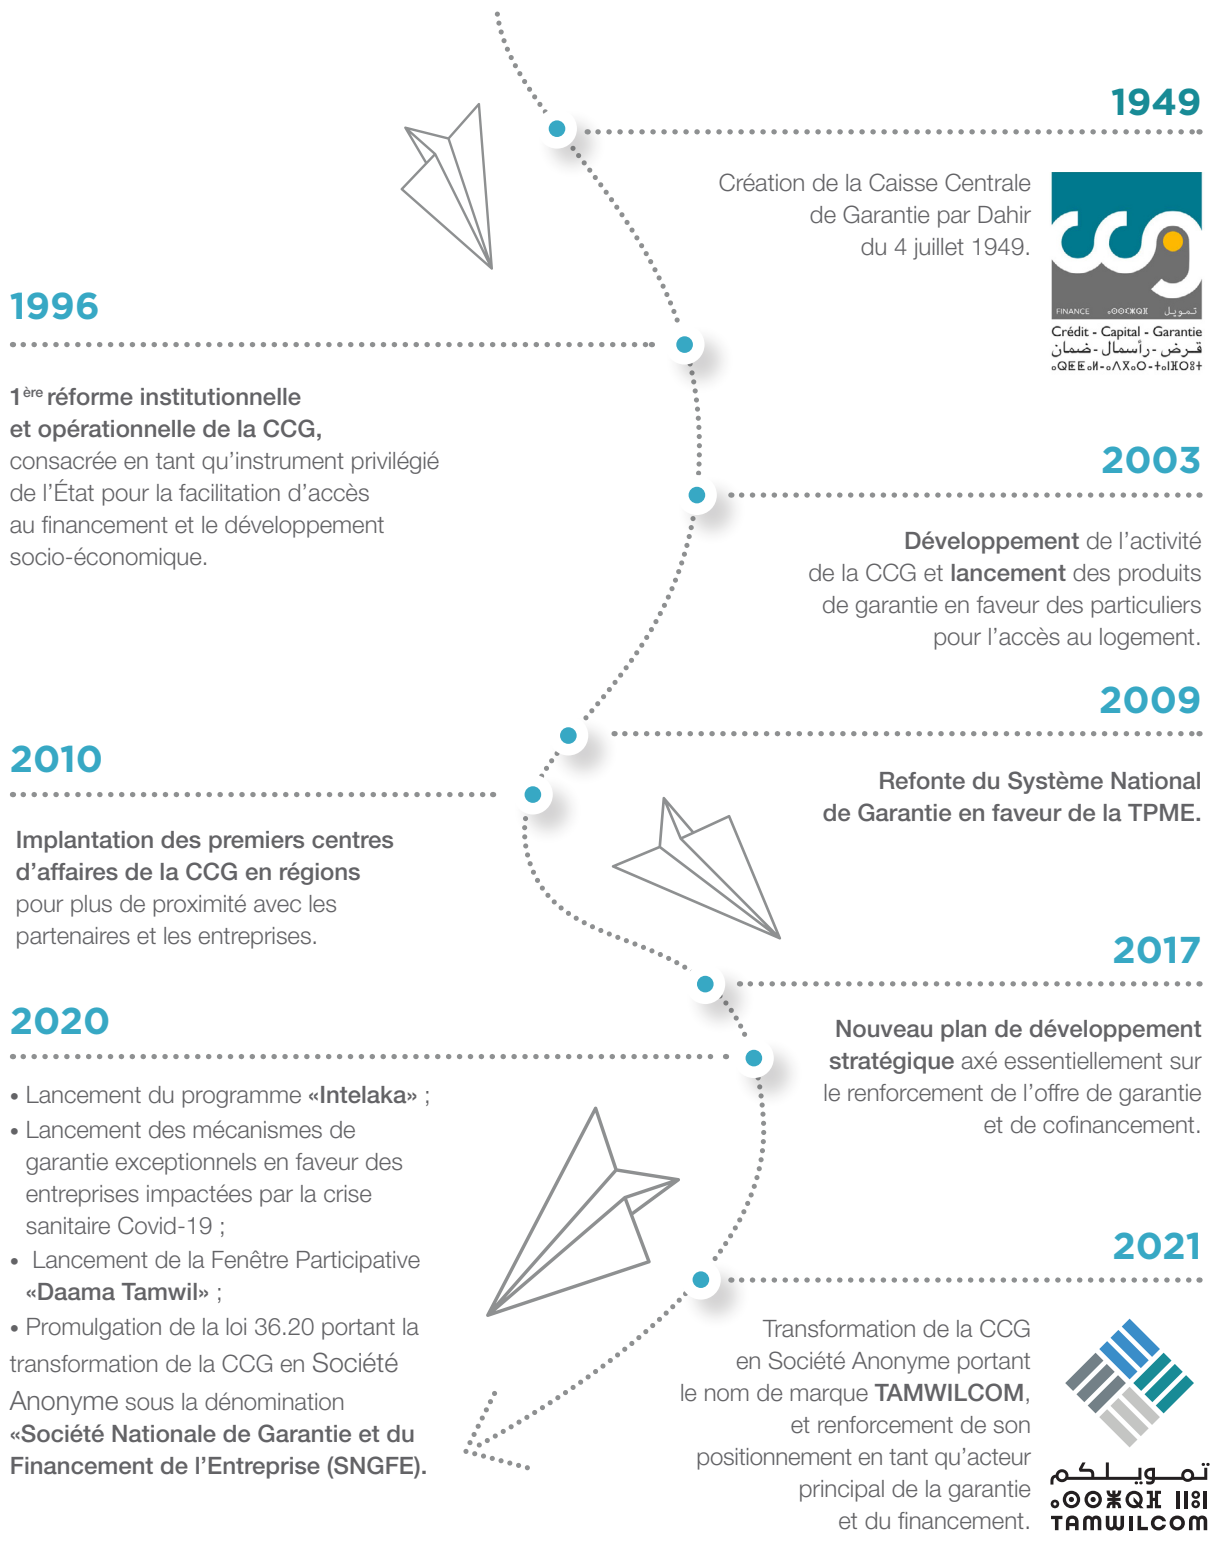 1949
Création de la Caisse Centrale
de Garantie par Dahir
du 4 juillet 1949.
ccg
FINANCE ⴰⵙⵙⵎⵖⵕⴼ تمويل
Crédit - Capital - Garantie
قرض - رأسمال - ضمان
1996
1ère réforme institutionnelle
et opérationnelle de la CCG,
consacrée en tant qu’instrument privilégié
de l’État pour la facilitation d’accès
au financement et le développement
socio-économique.
2003
Développement de l’activité
de la CCG et lancement des produits
de garantie en faveur des particuliers
pour l’accès au logement.
2009
Refonte du Système National
de Garantie en faveur de la TPME.
2010
Implantation des premiers centres
d’affaires de la CCG en régions
pour plus de proximité avec les
partenaires et les entreprises.
2017
Nouveau plan de développement
stratégique axé essentiellement sur
le renforcement de l’offre de garantie
et de cofinancement.
2020
• Lancement du programme «Intelaka» ;
• Lancement des mécanismes de
garantie exceptionnels en faveur des
entreprises impactées par la crise
sanitaire Covid-19 ;
• Lancement de la Fenêtre Participative
«Daama Tamwil» ;
• Promulgation de la loi 36.20 portant la
transformation de la CCG en Société
Anonyme sous la dénomination
«Société Nationale de Garantie et du
Financement de l’Entreprise (SNGFE).
2021
Transformation de la CCG
en Société Anonyme portant
le nom de marque TAMWILCOM,
et renforcement de son
positionnement en tant qu’acteur
principal de la garantie
et du financement.
تمويلكم
ⴰⵙⵙⵥⵕⴼ ⵏⵏⵓⵏ
TAMWILCOM